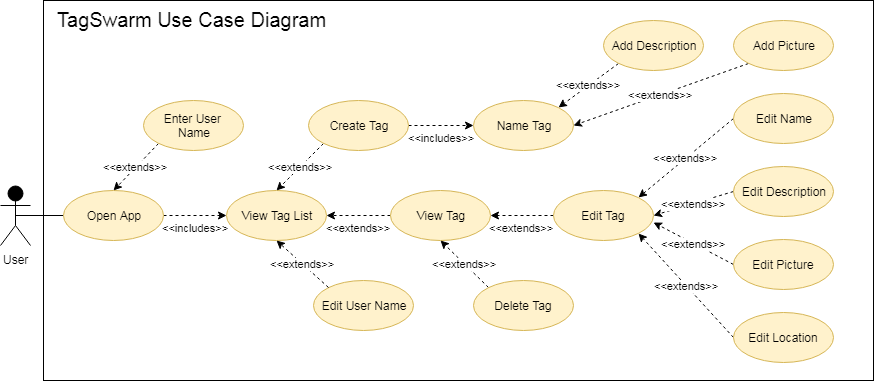 TagSwarm Use Case Diagram
Add Description
Add Picture
<<extends>>
<<extends>>
Enter User
Name
Create Tag
<<includes>>
Name Tag
Edit Name
<<extends>>
<<extends>>
<<extends>>
Edit Description
<<extends>>
Open App
<<includes>>
View Tag List
<<extends>>
View Tag
<<extends>>
Edit Tag
<<extends>>
User
<<extends>>
<<extends>>
Edit Picture
<<extends>>
Edit User Name
Delete Tag
Edit Location